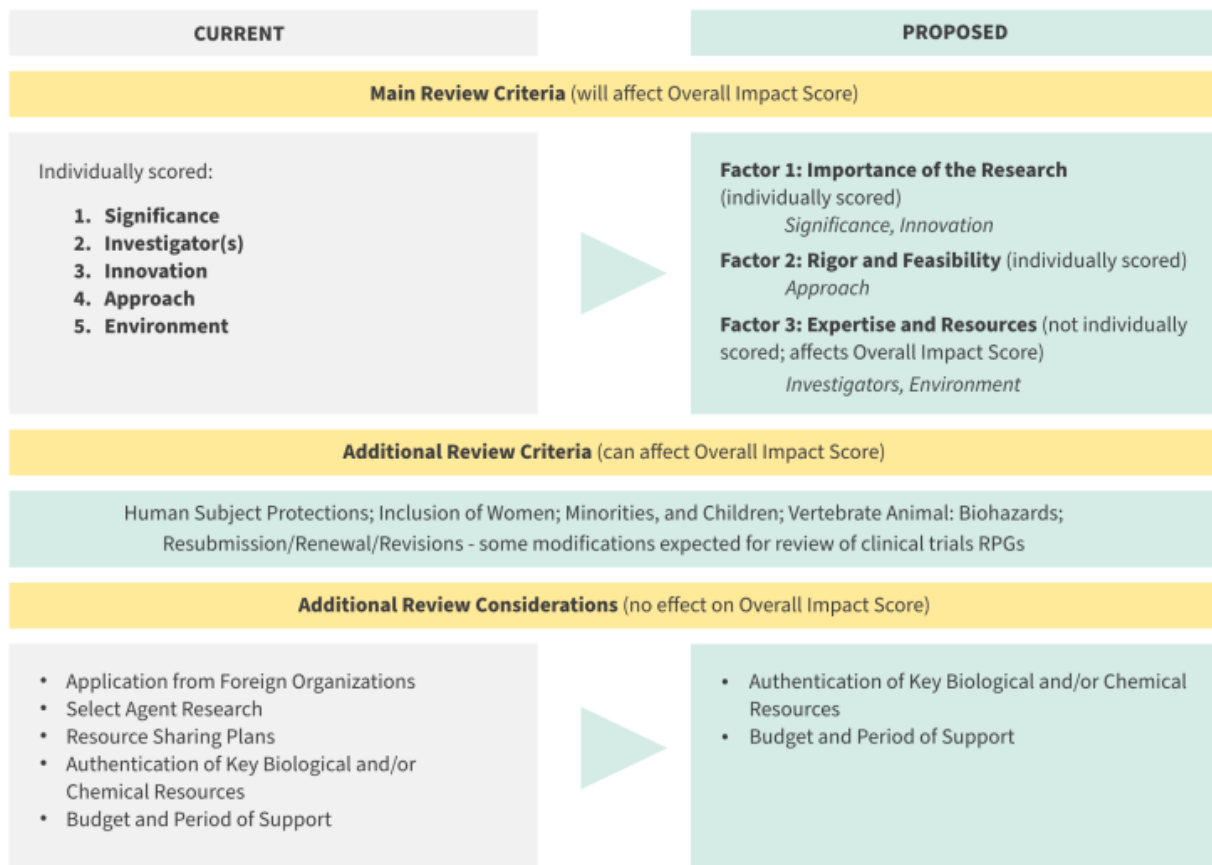 CURRENT
PROPOSED
Main Review Criteria (will affect Overall Impact Score)
Individually scored:
1. Significance
2. Investigator(s)
3. Innovation
4. Approach
5. Environment
Factor 1: Importance of the Research
(individually scored)
Significance, Innovation
Factor 2: Rigor and Feasibility (individually scored)
Approach
Factor 3: Expertise and Resources (not individually
scored; affects Overall Impact Score)
Investigators, Environment
Additional Review Criteria (can affect Overall Impact Score)
Human Subject Protections; Inclusion of Women; Minorities, and Children; Vertebrate Animal: Biohazards;
Resubmission/Renewal/Revisions - some modifications expected for review of clinical trials RPGs
Additional Review Considerations (no effect on Overall Impact Score)
• Application from Foreign Organizations
• Select Agent Research
• Resource Sharing Plans
• Authentication of Key Biological and/or
Chemical Resources
• Budget and Period of Support
• Authentication of Key Biological and/or Chemical
Resources
• Budget and Period of Support